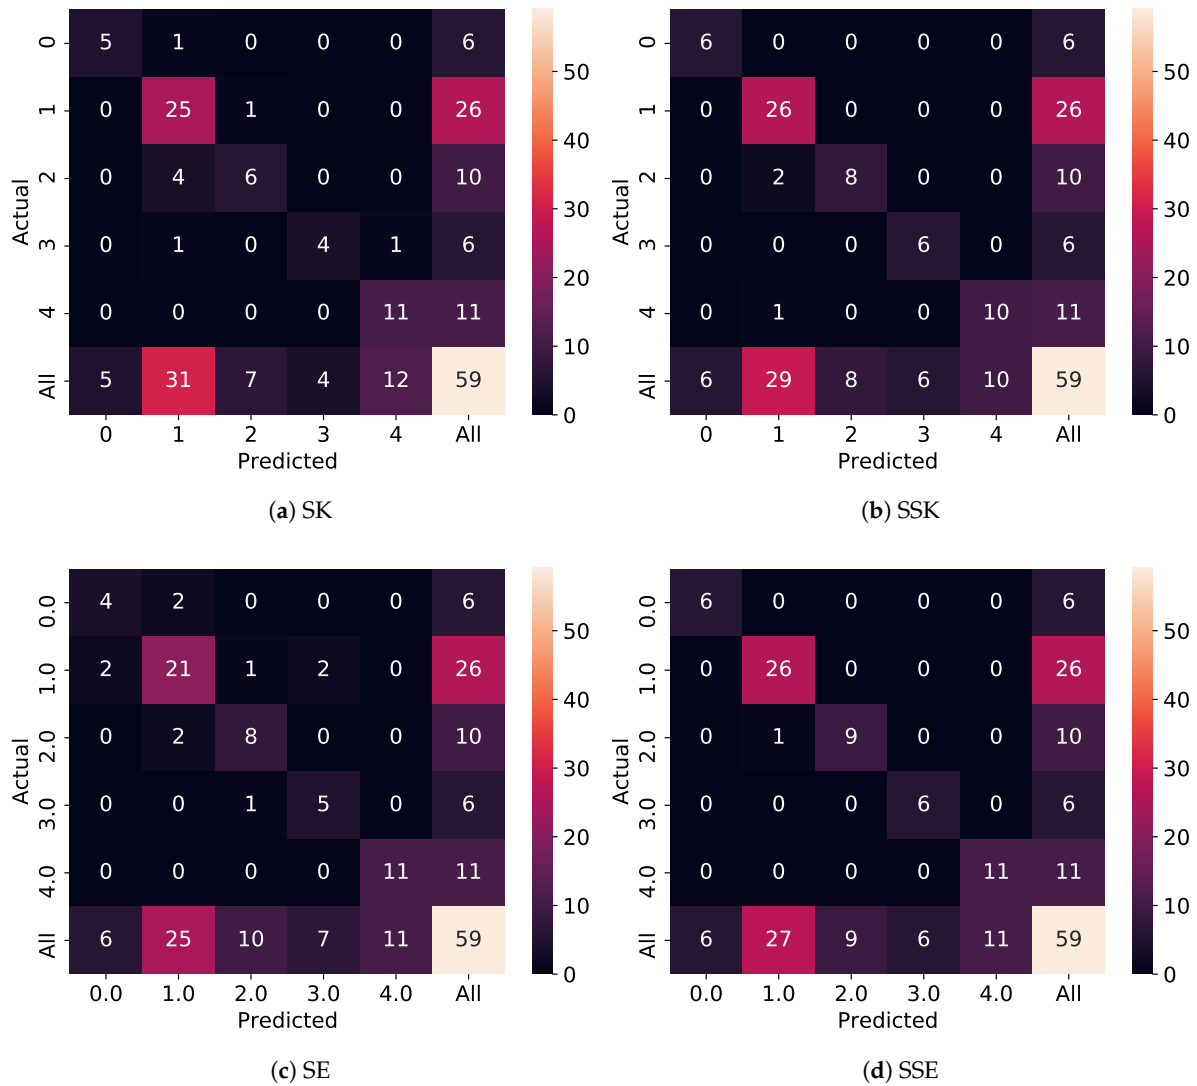 0 5 1 0 0 0 6
1 0 25 1 0 0 26
2 0 4 6 0 0 10
3 0 1 0 4 1 6
4 0 0 0 0 11 11
All 5 31 7 4 12 59
0 1 2 3 4 All
Actual
Predicted
50
40
30
20
10
0
(a) SK
0 6 0 0 0 0 6
1 0 26 0 0 0 26
2 0 2 8 0 0 10
3 0 0 0 6 0 6
4 0 1 0 0 10 11
All 6 29 8 6 10 59
0 1 2 3 4 All
Actual
Predicted
50
40
30
20
10
0
(b) SSK
0.0 4 2 0 0 0 6
1.0 2 21 1 2 0 26
2.0 0 2 8 0 0 10
3.0 0 0 1 5 0 6
4.0 0 0 0 0 11 11
All 6 25 10 7 11 59
0.0 1.0 2.0 3.0 4.0 All
Actual
Predicted
50
40
30
20
10
0
(c) SE
0.0 6 0 0 0 0 6
1.0 0 26 0 0 0 26
2.0 0 1 9 0 0 10
3.0 0 0 0 6 0 6
4.0 0 0 0 0 11 11
All 6 27 9 6 11 59
0.0 1.0 2.0 3.0 4.0 All
Actual
Predicted
50
40
30
20
10
0
(d) SSE